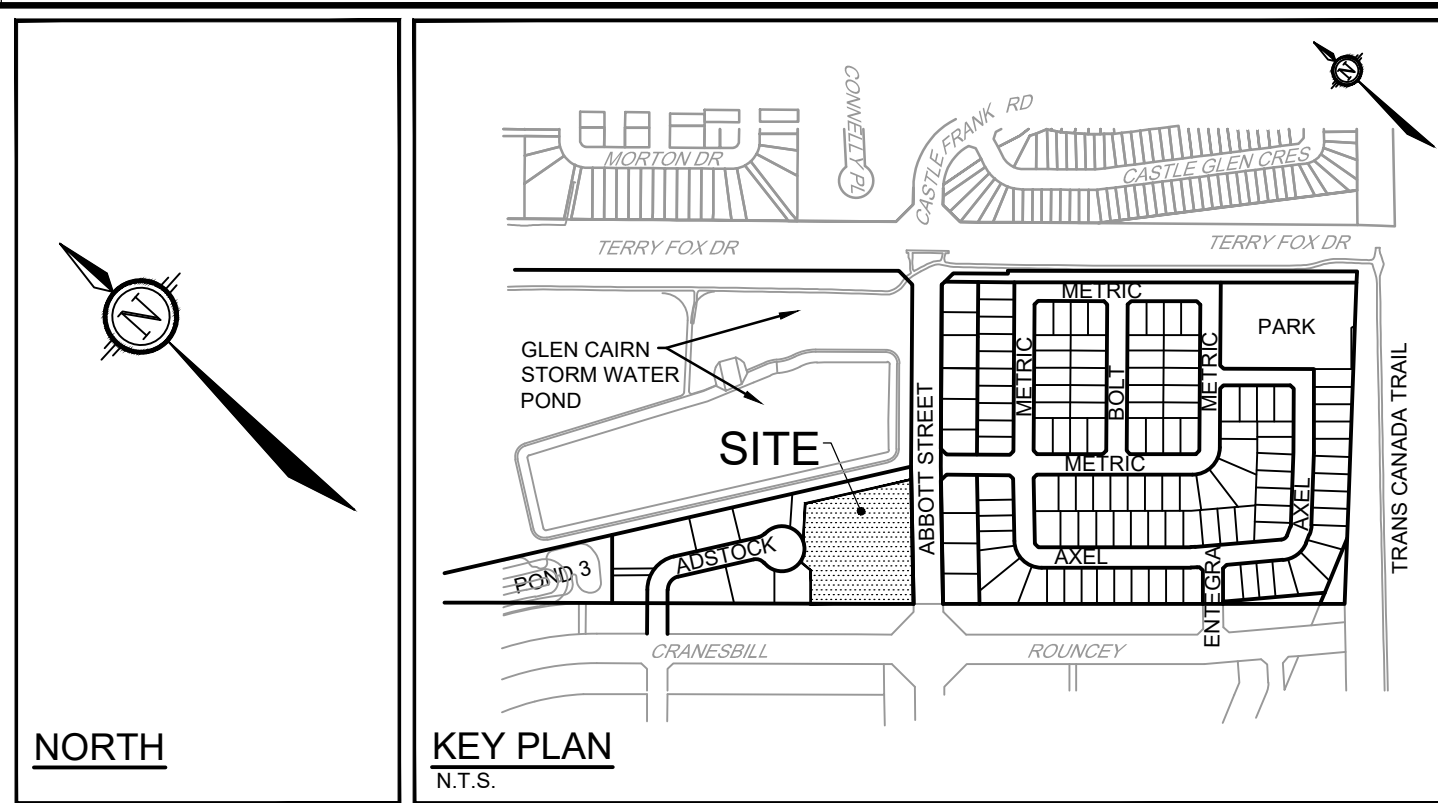 N
NORTH
N
CONNELLY PL
CASTLE FRANK RD
MORTON DR
CASTLE GLEN CRES
TERRY FOX DR
TERRY FOX DR
METRIC
PARK
GLEN CAIRN
STORM WATER
POND
METRIC
BOLT
METRIC
ABBOTT STREET
TRANS CANADA TRAIL
SITE
METRIC
AXEL
ADSTOCK
AXEL
POND 3
ENTEGRA
CRANESBILL
ROUNCEY
KEY PLAN
N.T.S.